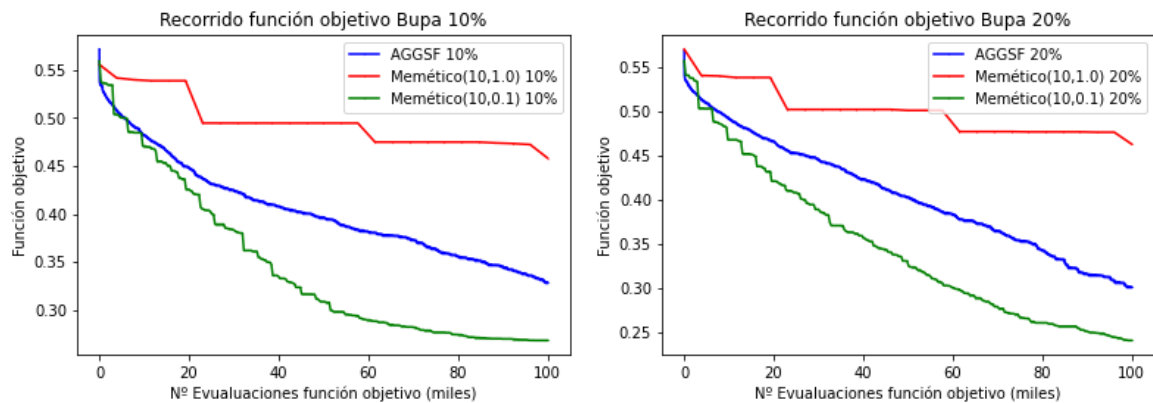 Recorrido función objetivo Bupa 10%
AGGSF 10%
Memético(10,1.0) 10%
Memético(10,0.1) 10%
0.55
0.50
0.45
0.40
0.35
0.30
Función objetivo
0 20 40 60 80 100
Nº Evualuaciones función objetivo (miles)
Recorrido función objetivo Bupa 20%
AGGSF 20%
Memético(10,1.0) 20%
Memético(10,0.1) 20%
0.55
0.50
0.45
0.40
0.35
0.30
0.25
Función objetivo
0 20 40 60 80 100
Nº Evualuaciones función objetivo (miles)